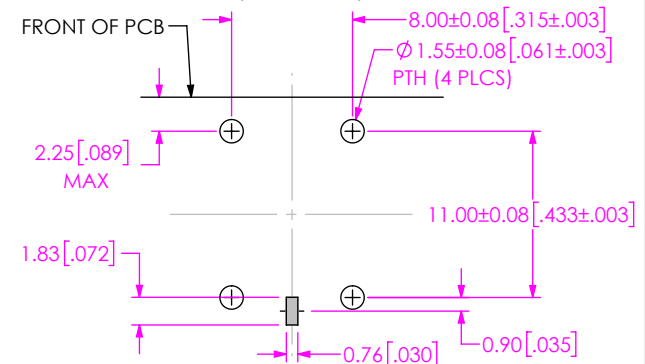 FRONT OF PCB
8.00±0.08[.315±.003]
Ø1.55±0.08[.061±.003]
PTH (4 PLCS)
2.25[.089]
MAX
11.00±0.08[.433±.003]
1.83[.072]
0.90[.035]
0.76[.030]